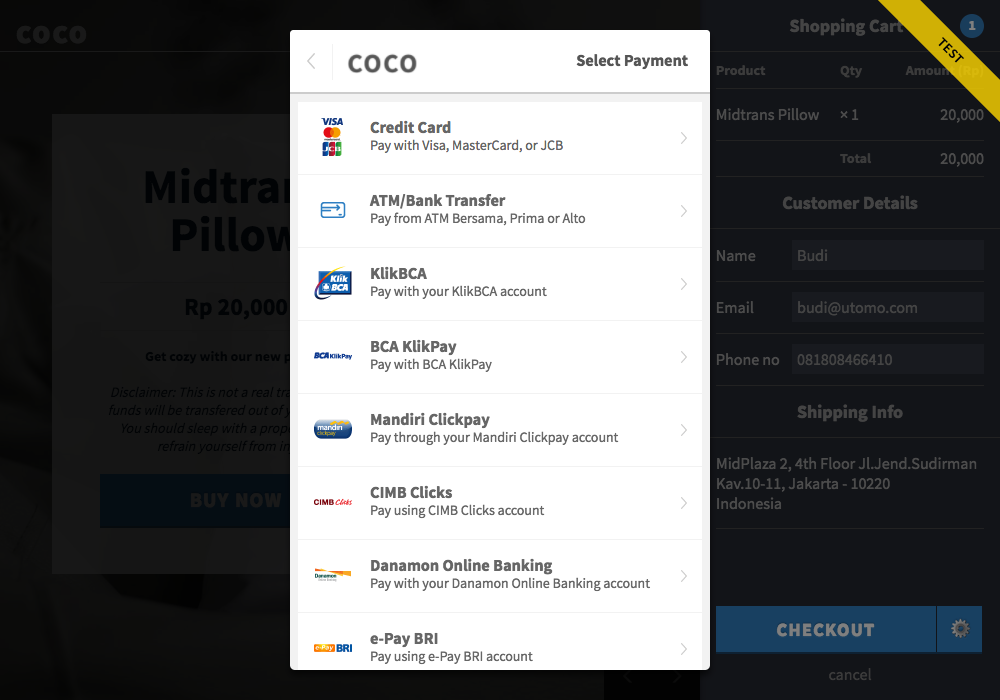 COCO
Midtra
Pillow
Rp 20,000
Get cozy with our new p
Disclaimer: This is not a real tra
funds will be transfered out of y
You should sleep with a prop
refrain yourself from in
BUY NOW
COCO
Select Payment
VISA
mastercard
JCB
Credit Card
Pay with Visa, MasterCard, or JCB
ATM/Bank Transfer
Pay from ATM Bersama, Prima or Alto
Klik
BCA
KlikBCA
Pay with your KlikBCA account
BCA KlikPay
BCA KlikPay
Pay with BCA KlikPay
mandiri
clickpay
Mandiri Clickpay
Pay through your Mandiri Clickpay account
CIMB Clicks
CIMB Clicks
Pay using CIMB Clicks account
Danamon
Danamon Online Banking
Pay with your Danamon Online Banking account
e-Pay BRI
e-Pay BRI
Pay using e-Pay BRI account
Shopping Cart
1
TEST
Product Qty Amount (Rp)
Midtrans Pillow × 1 20,000
Total 20,000
Customer Details
Name Budi
Email budi@utomo.com
Phone no 081808466410
Shipping Info
MidPlaza 2, 4th Floor Jl.Jend.Sudirman
Kav.10-11, Jakarta - 10220
Indonesia
CHECKOUT
cancel